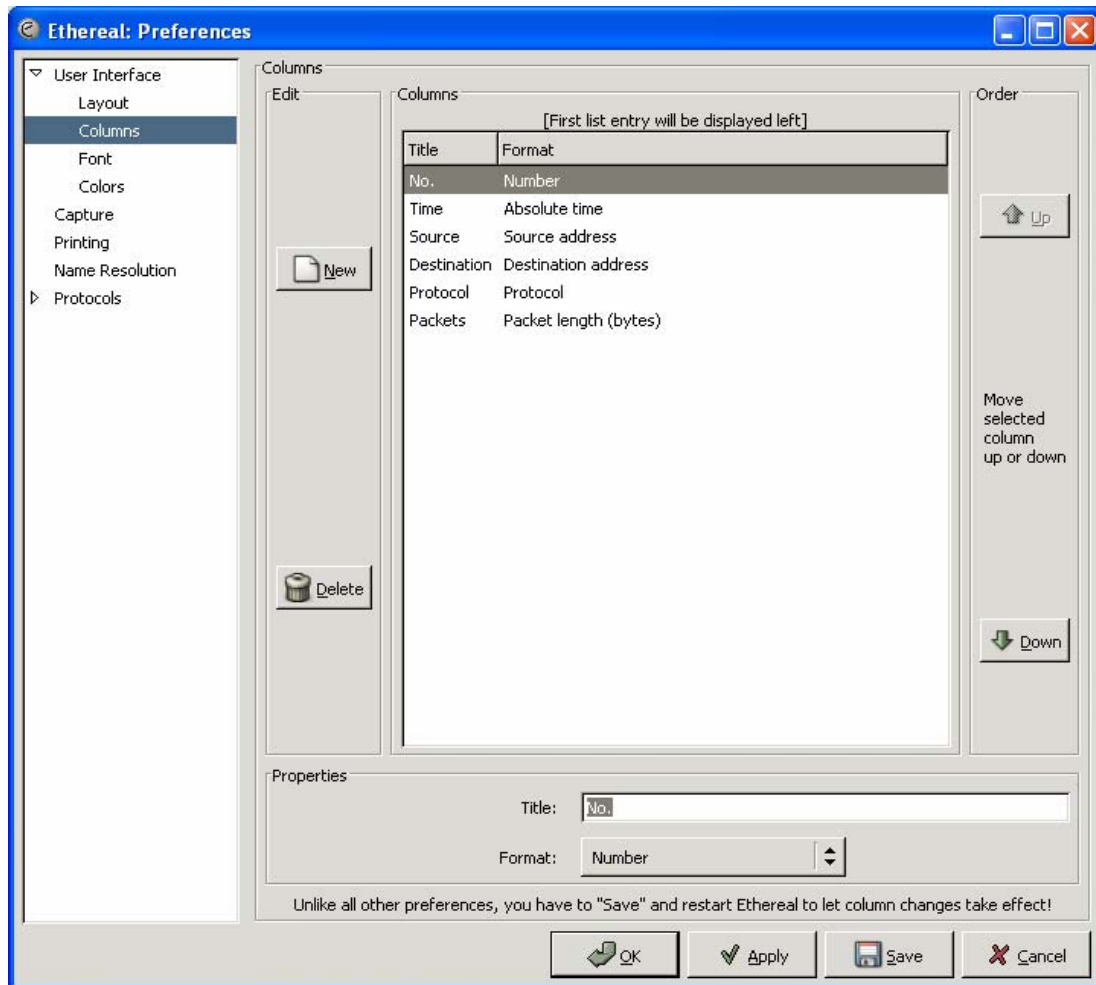 Ethereal: Preferences
User Interface
Layout
Columns
Font
Colors
Capture
Printing
Name Resolution
Protocols
Columns
Edit
New
Delete
Columns
[First list entry will be displayed left]
Title Format
No. Number
Time Absolute time
Source Source address
Destination Destination address
Protocol Protocol
Packets Packet length (bytes)
Order
Up
Move
selected
column
up or down
Down
Properties
Title: No.
Format: Number
Unlike all other preferences, you have to "Save" and restart Ethereal to let column changes take effect!
OK Apply Save Cancel